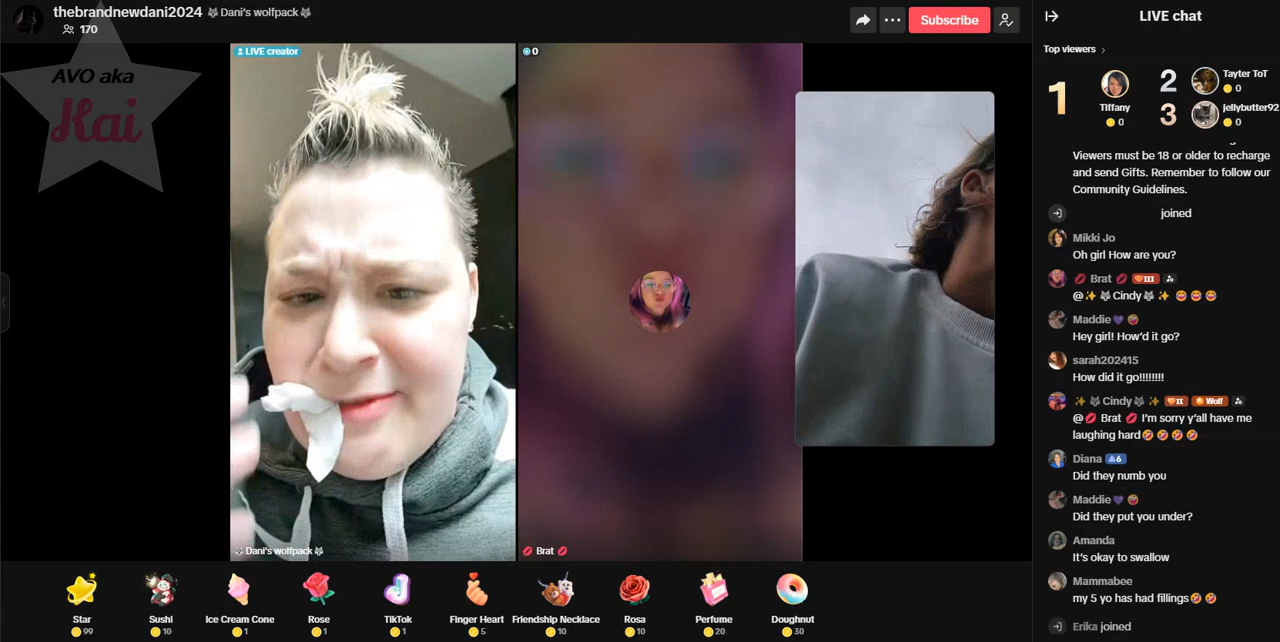 thebrandnewdani2024 🐺Dani's wolfpack🐺
170
Subscribe
AVO aka
Kai
LIVE creator
0
🐺Dani's wolfpack🐺
💋 Brat 💋
Star
99
Sushi
10
Ice Cream Cone
1
Rose
1
TikTok
1
Finger Heart
5
Friendship Necklace
10
Rosa
10
Perfume
20
Doughnut
30
LIVE chat
Top viewers
1
Tiffany
0
2
Tayter ToT
0
3
jellybutter92
0
Viewers must be 18 or older to recharge
and send Gifts. Remember to follow our
Community Guidelines.
joined
Mikki Jo
Oh girl How are you?
💋 Brat 💋 III
@✨🐺Cindy🐺✨ 😂😂😂
Maddie💜
Hey girl! How'd it go?
sarah202415
How did it go!!!!!!!!
✨🐺Cindy🐺✨ II Wolf
@💋 Brat 💋 I'm sorry y'all have me
laughing hard🤣🤣🤣🤣
Diana 6
Did they numb you
Maddie💜
Did they put you under?
Amanda
It's okay to swallow
Mammabee
my 5 yo has had fillings🤣🤣
Erika joined